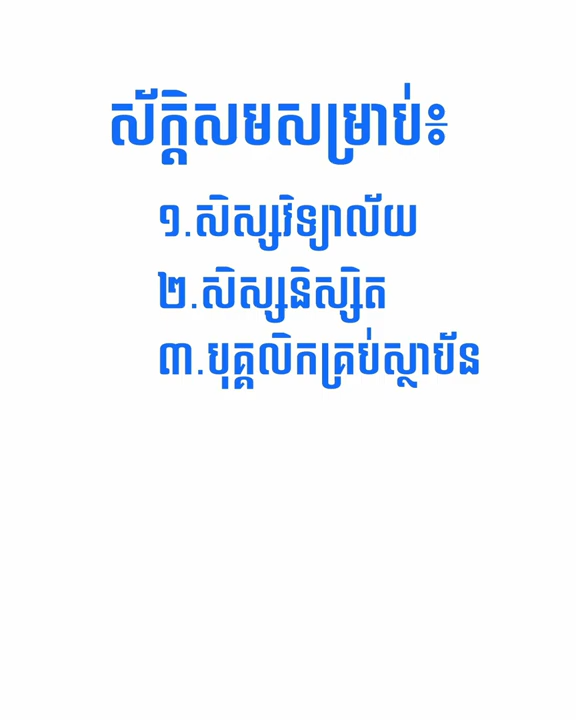 ស័ក្តិសមសម្រាប់៖
១.សិស្សវិទ្យាល័យ
២.សិស្សនិស្សិត
៣.បុគ្គលិកគ្រប់ស្ថាប័ន